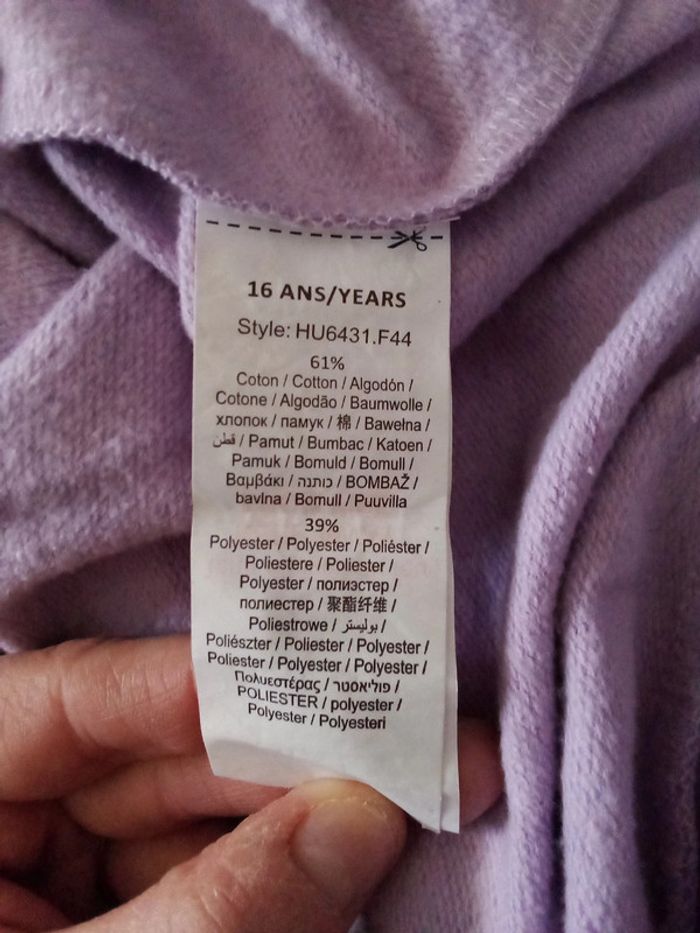 16 ANS/YEARS
Style: HU6431.F44
61%
Coton / Cotton / Algodón /
Cotone / Algodão / Baumwolle /
хлопок / памук / 棉 / Bawełna /
قطن / Pamut / Bumbac / Katoen /
Pamuk / Bomuld / Bomull /
Βαμβάκι / כותנה / BOMBAŽ /
bavlna / Bomull / Puuvilla
39%
Polyester / Polyester / Poliéster /
Poliestere / Poliester /
Polyester / полиэстер /
полиестер / 聚酯纤维 /
Poliestrowe / بوليستر /
Poliészter / Poliester / Polyester /
Poliester / Polyester / Polyester /
Πολυεστέρας / פוליאסטר /
POLIESTER / polyester /
Polyester / Polyesteri